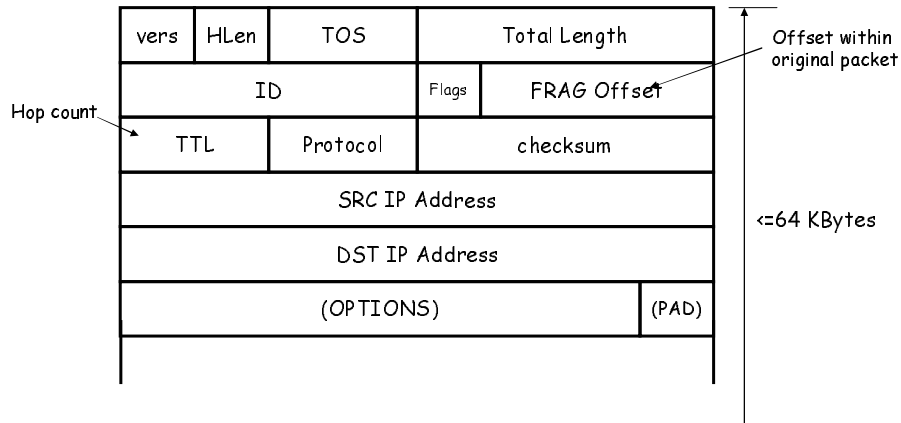 vers HLen TOS Total Length
Offset within
original packet
ID Flags FRAG Offset
Hop count
TTL Protocol checksum
SRC IP Address
<=64 KBytes
DST IP Address
(OPTIONS) (PAD)